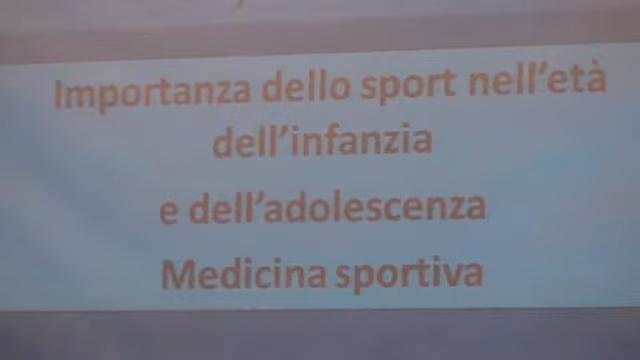 Importanza dello sport nell'età
dell'infanzia
e dell'adolescenza
Medicina sportiva